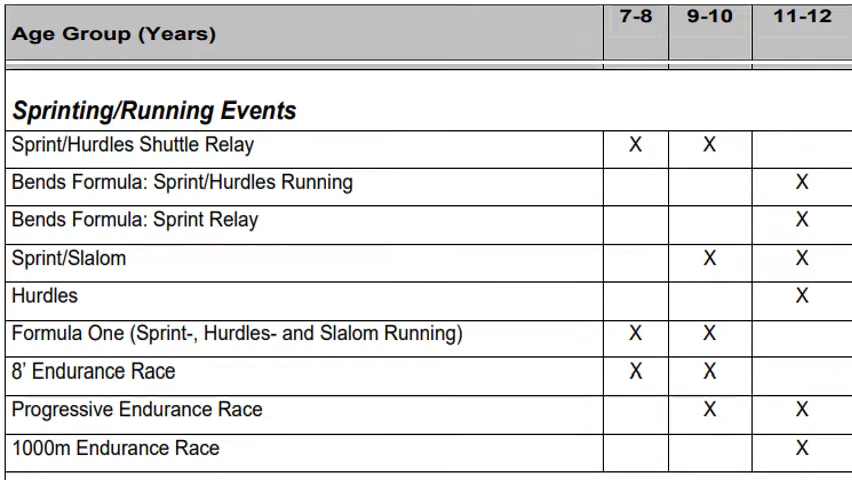 Age Group (Years) 7-8 9-10 11-12
Sprinting/Running Events
Sprint/Hurdles Shuttle Relay X X
Bends Formula: Sprint/Hurdles Running X
Bends Formula: Sprint Relay X
Sprint/Slalom X X
Hurdles X
Formula One (Sprint-, Hurdles- and Slalom Running) X X
8’ Endurance Race X X
Progressive Endurance Race X X
1000m Endurance Race X